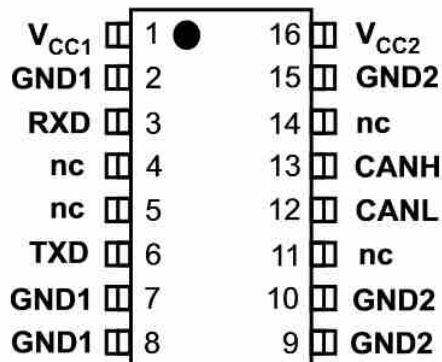 VCC1 1 16 VCC2
GND1 2 15 GND2
RXD 3 14 nc
nc 4 13 CANH
nc 5 12 CANL
TXD 6 11 nc
GND1 7 10 GND2
GND1 8 9 GND2